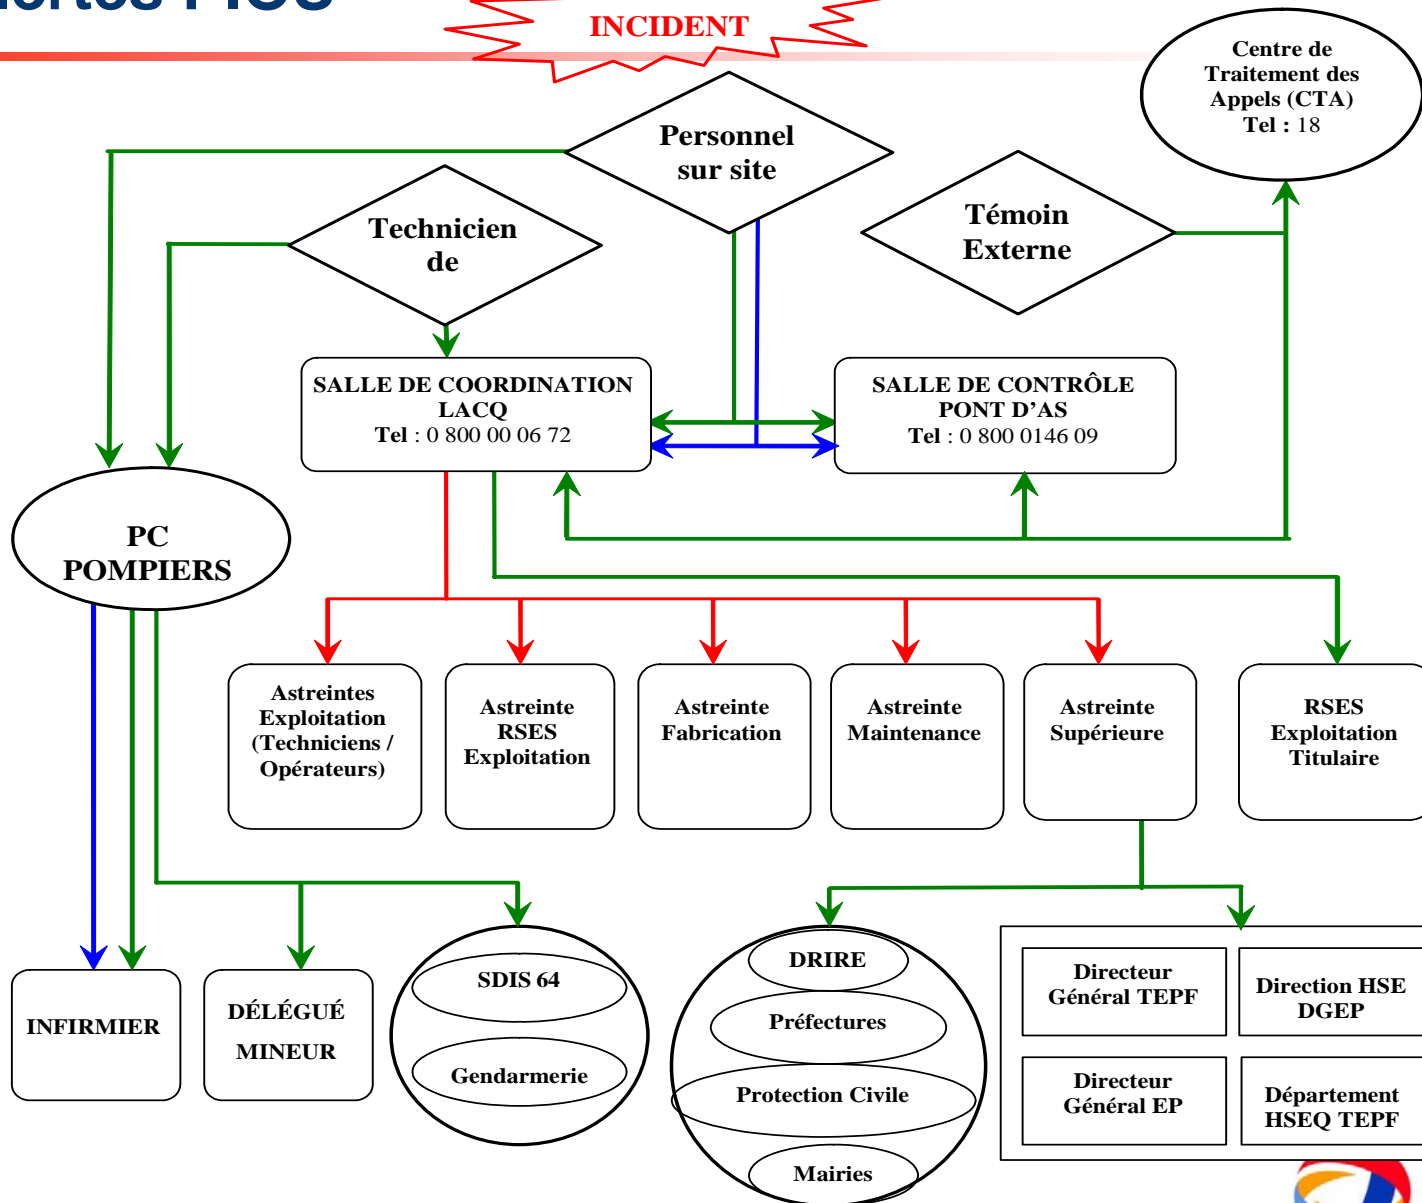 INCIDENT
Centre de
Traitement des
Appels (CTA)
Tel : 18
Personnel
sur site
Technicien
de
Témoin
Externe
SALLE DE COORDINATION
LACQ
Tel : 0 800 00 06 72
SALLE DE CONTRÔLE
PONT D'AS
Tel : 0 800 0146 09
PC
POMPIERS
Astreintes
Exploitation
(Techniciens /
Opérateurs)
Astreinte
RSES
Exploitation
Astreinte
Fabrication
Astreinte
Maintenance
Astreinte
Supérieure
RSES
Exploitation
Titulaire
INFIRMIER
DÉLÉGUÉ
MINEUR
SDIS 64
Gendarmerie
DRIRE
Préfectures
Protection Civile
Mairies
Directeur
Général TEPF
Direction HSE
DGEP
Directeur
Général EP
Département
HSEQ TEPF